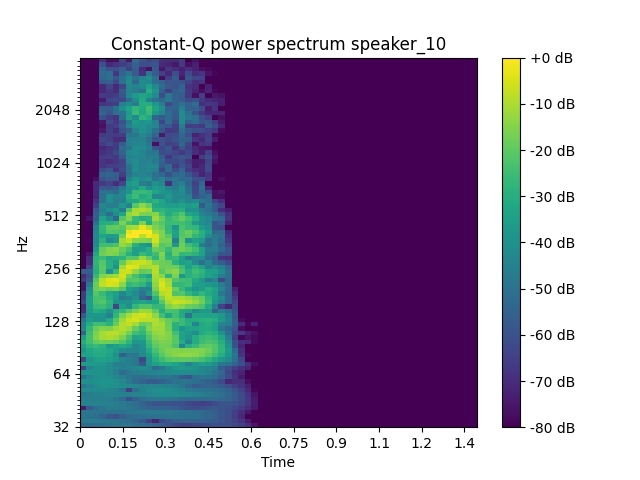 Constant-Q power spectrum speaker_10
+0 dB
-10 dB
-20 dB
-30 dB
-40 dB
-50 dB
-60 dB
-70 dB
-80 dB
Hz
2048
1024
512
256
128
64
32
0 0.15 0.3 0.45 0.6 0.75 0.9 1.1 1.2 1.4
Time